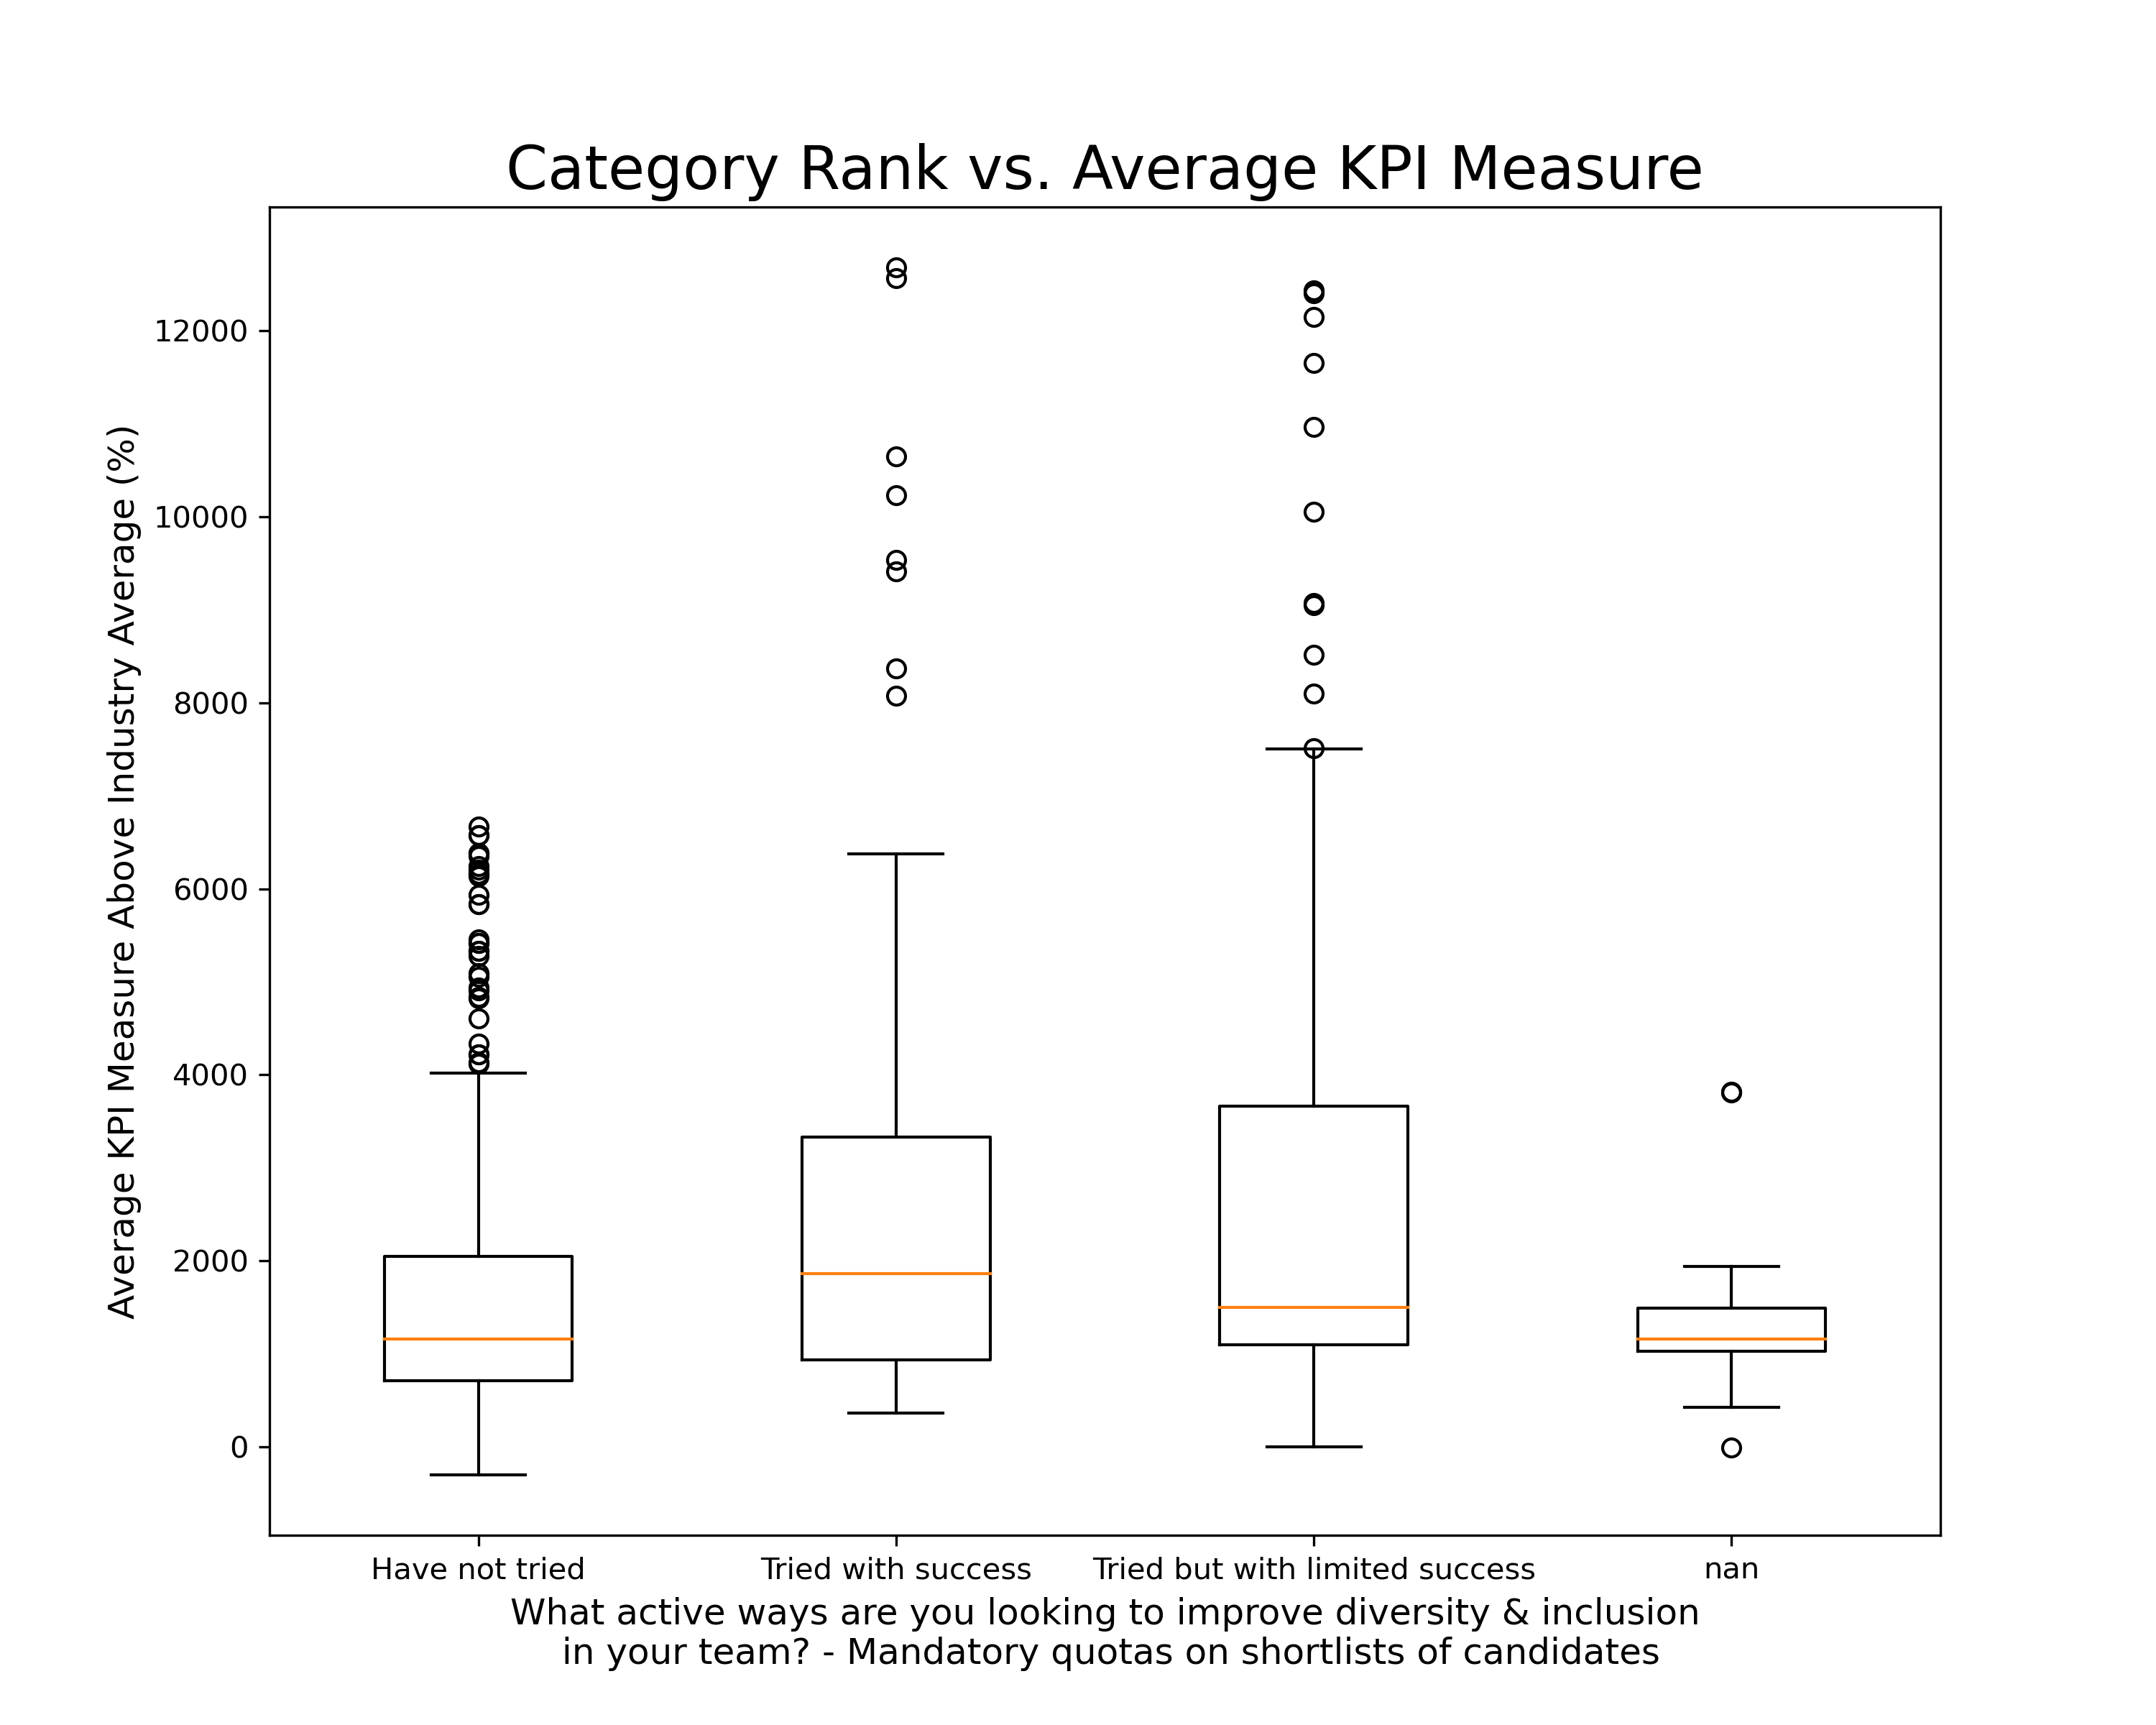 Category Rank vs. Average KPI Measure
Average KPI Measure Above Industry Average (%)
12000
10000
8000
6000
4000
2000
0
Have not tried
Tried with success
Tried but with limited success
nan
What active ways are you looking to improve diversity & inclusion
in your team? - Mandatory quotas on shortlists of candidates